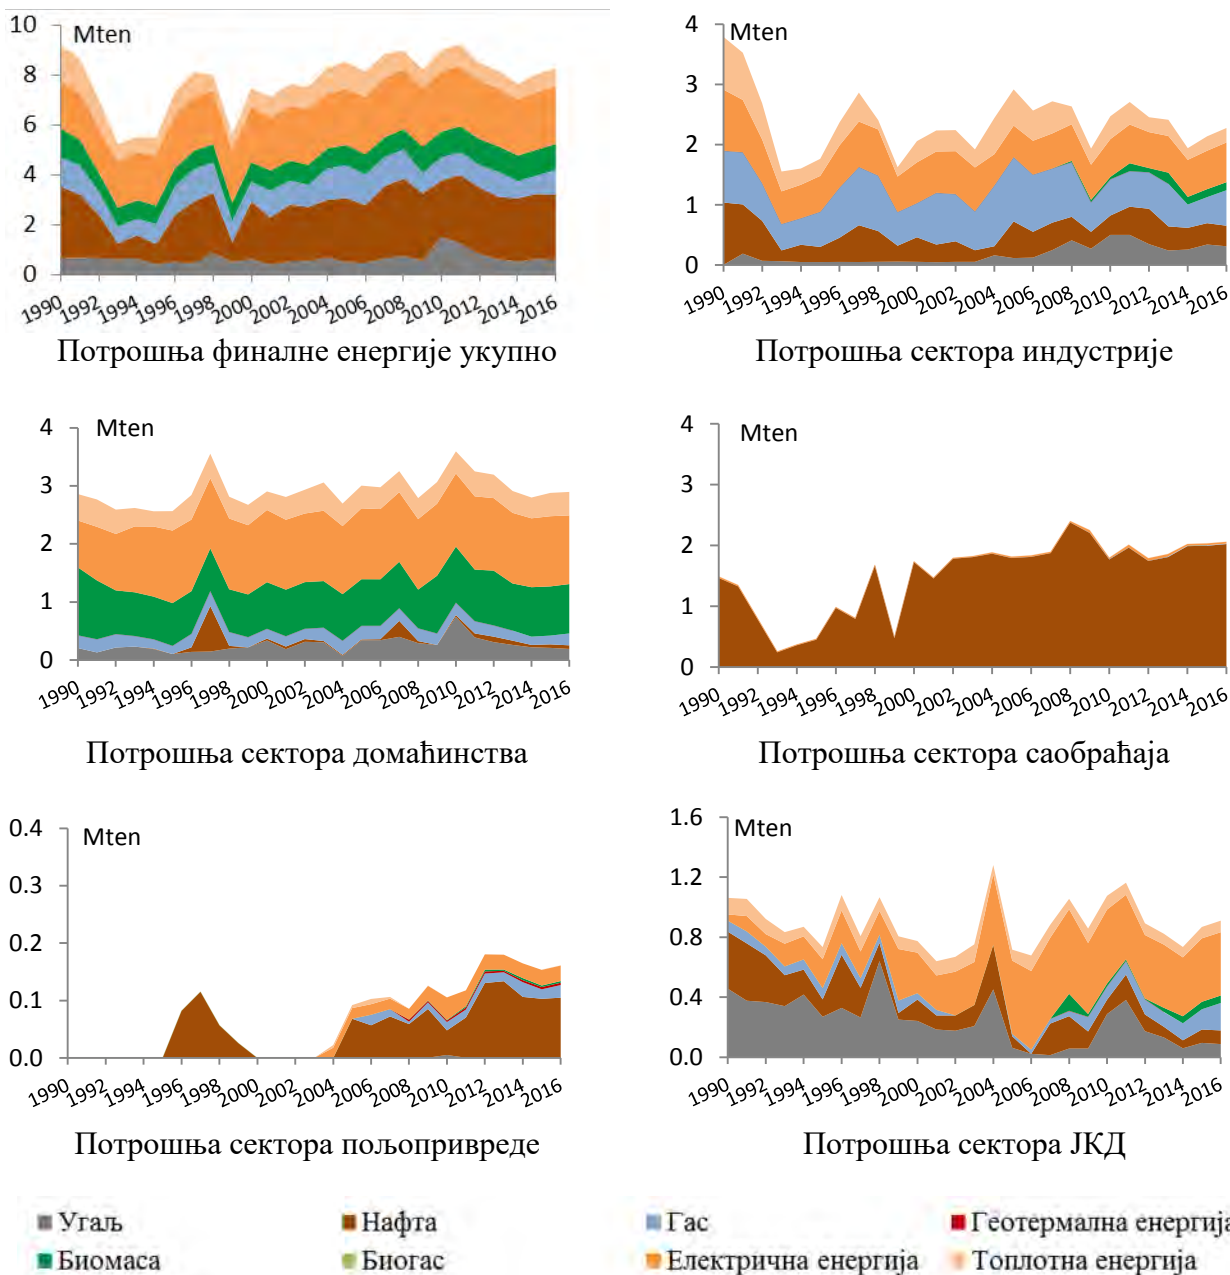 10
Mten
8
6
4
2
0
1990 1992 1994 1996 1998 2000 2002 2004 2006 2008 2010 2012 2014 2016
Потрошња финалне енергије укупно
4
Mten
3
2
1
0
1990 1992 1994 1996 1998 2000 2002 2004 2006 2008 2010 2012 2014 2016
Потрошња сектора индустрије
4
Mten
3
2
1
0
1990 1992 1994 1996 1998 2000 2002 2004 2006 2008 2010 2012 2014 2016
Потрошња сектора домаћинства
4
Mten
3
2
1
0
1990 1992 1994 1996 1998 2000 2002 2004 2006 2008 2010 2012 2014 2016
Потрошња сектора саобраћаја
0.4
Mten
0.3
0.2
0.1
0.0
1990 1992 1994 1996 1998 2000 2002 2004 2006 2008 2010 2012 2014 2016
Потрошња сектора пољопривреде
1.6
Mten
1.2
0.8
0.4
0.0
1990 1992 1994 1996 1998 2000 2002 2004 2006 2008 2010 2012 2014 2016
Потрошња сектора ЈКД
Угаљ Нафта Гас Геотермална енергија
Биомаса Биогас Електрична енергија Топлотна енергија